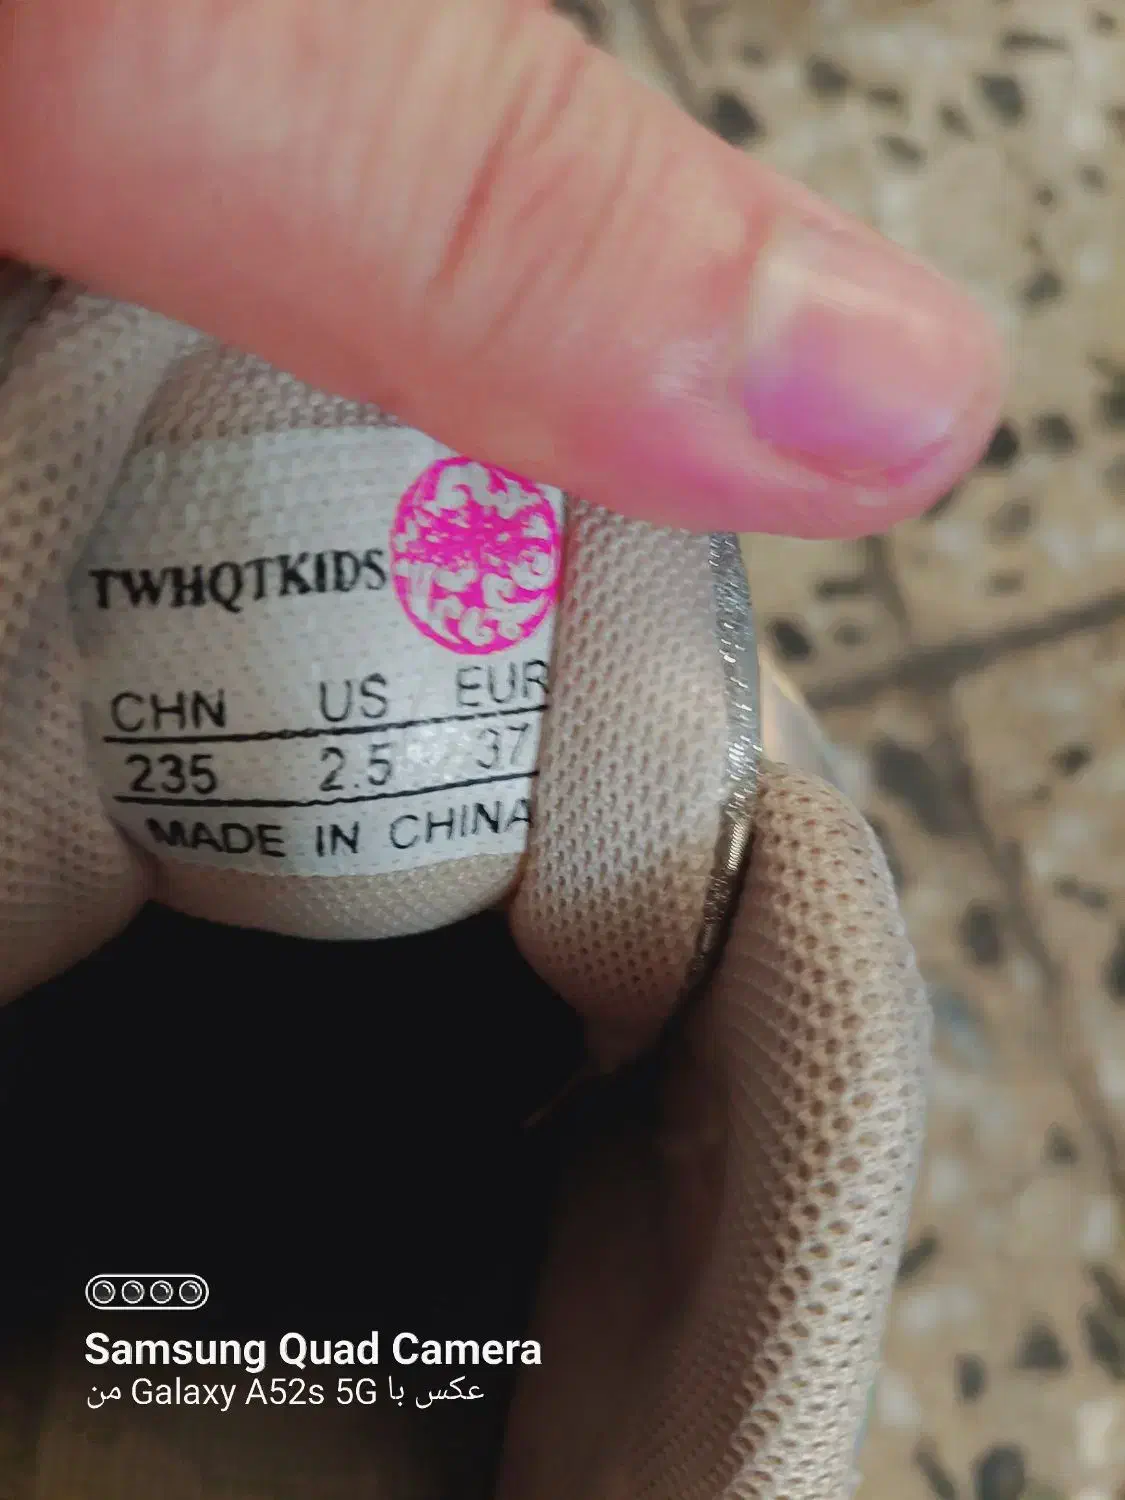 TWHQTKIDS
CHN US EUR
235 2.5 37
MADE IN CHINA
Samsung Quad Camera
عکس با Galaxy A52s 5G من